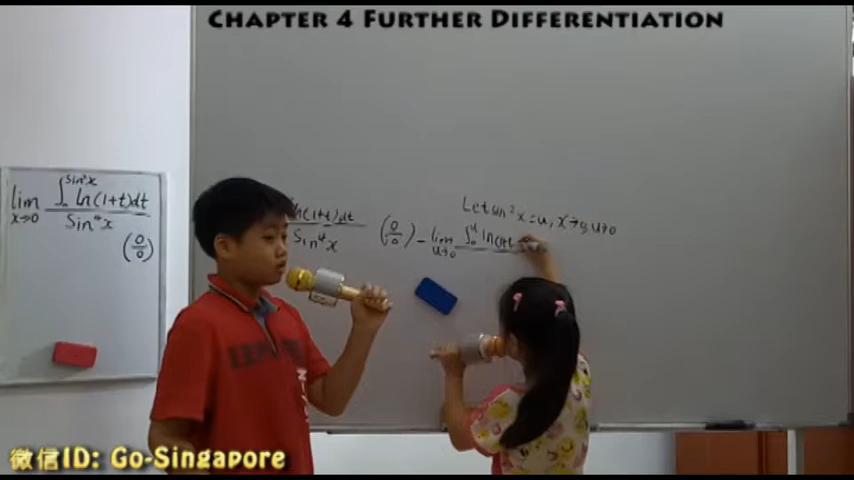 CHAPTER 4 FURTHER DIFFERENTIATION
lim x→0 ∫₀^sin²x ln(1+t)dt / sin⁴x
(0/0)
Let sin²x = u, x→0, u→0
ln(1+t)dt / sin⁴x (0/0) = lim u→0 ∫₀^u ln(1+t)
微信ID: Go-Singapore